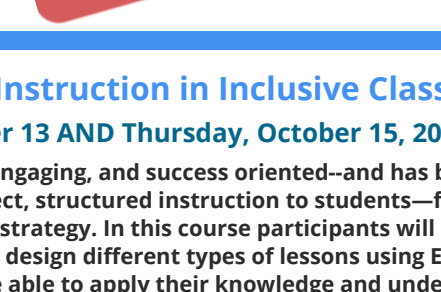 Instruction in Inclusive Class
er 13 AND Thursday, October 15, 20
ngaging, and success oriented--and has b
ect, structured instruction to students—f
strategy. In this course participants will
design different types of lessons using E
e able to apply their knowledge and unde